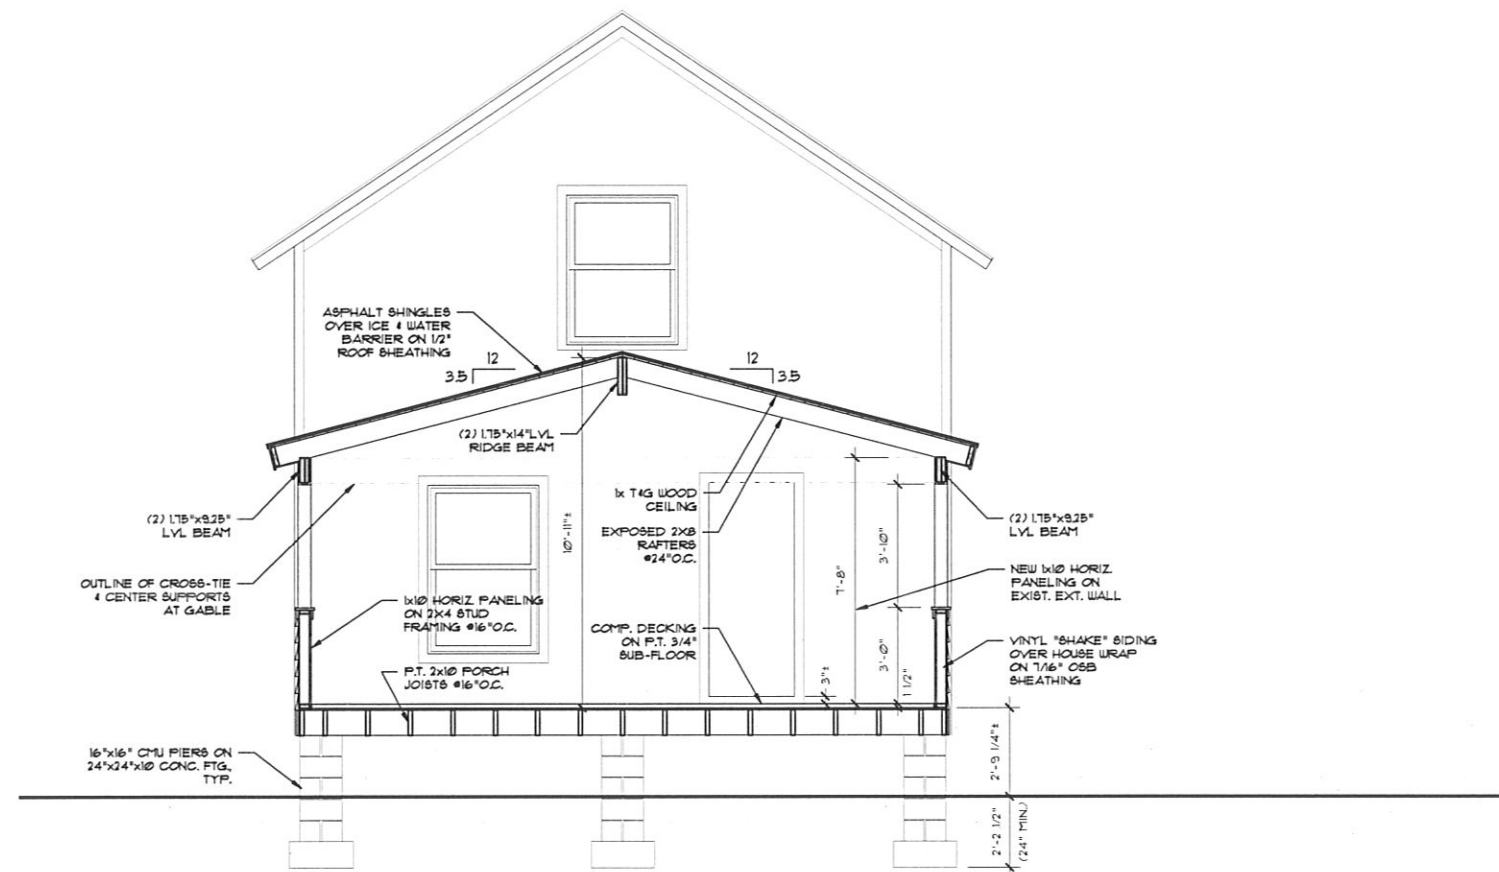 ASPHALT SHINGLES
OVER ICE & WATER
BARRIER ON 1/2"
ROOF SHEATHING
12
3.5
12
3.5
(2) 1.75"x14" LVL
RIDGE BEAM
(2) 1.75"x9.25"
LVL BEAM
OUTLINE OF CROSS-TIE
& CENTER SUPPORTS
AT GABLE
1x10 HORIZ. PANELING
ON 2X4 STUD
FRAMING @16"O.C.
P.T. 2x10 PORCH
JOISTS @16"O.C.
16"x16" CMU PIERS ON
24"x24"x10 CONC. FTG.,
TYP.
10'-11"±
1x T&G WOOD
CEILING
EXPOSED 2X8
RAFTERS
@24"O.C.
COMP. DECKING
ON P.T. 3/4"
SUB-FLOOR
3"±
7'-8"
3'-10"
3'-0"
1 1/2"
(2) 1.75"x9.25"
LVL BEAM
NEW 1x10 HORIZ.
PANELING ON
EXIST. EXT. WALL
VINYL "SHAKE" SIDING
OVER HOUSE WRAP
ON 7/16" OSB
SHEATHING
2'-9 1/4"±
2'-2 1/2"
(24" MIN.)